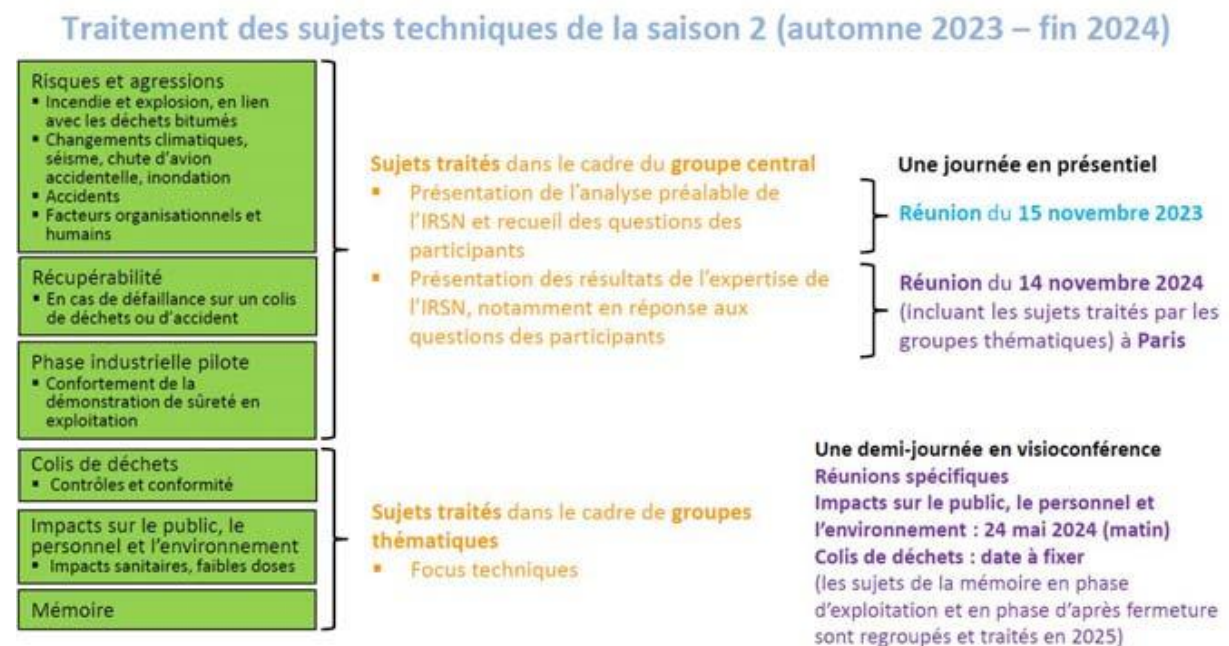 Traitement des sujets techniques de la saison 2 (automne 2023 – fin 2024)
Risques et agressions
▪ Incendie et explosion, en lien
avec les déchets bitumés
▪ Changements climatiques,
séisme, chute d'avion
accidentelle, inondation
▪ Accidents
▪ Facteurs organisationnels et
humains
Récupérabilité
▪ En cas de défaillance sur un colis
de déchets ou d'accident
Phase industrielle pilote
▪ Confortement de la
démonstration de sûreté en
exploitation
Colis de déchets
▪ Contrôles et conformité
Impacts sur le public, le
personnel et l'environnement
▪ Impacts sanitaires, faibles doses
Mémoire
Sujets traités dans le cadre du groupe central
▪ Présentation de l'analyse préalable de
l'IRSN et recueil des questions des
participants
▪ Présentation des résultats de l'expertise de
l'IRSN, notamment en réponse aux
questions des participants
Sujets traités dans le cadre de groupes
thématiques
▪ Focus techniques
Une journée en présentiel
Réunion du 15 novembre 2023
Réunion du 14 novembre 2024
(incluant les sujets traités par les
groupes thématiques) à Paris
Une demi-journée en visioconférence
Réunions spécifiques
Impacts sur le public, le personnel et
l'environnement : 24 mai 2024 (matin)
Colis de déchets : date à fixer
(les sujets de la mémoire en phase
d'exploitation et en phase d'après fermeture
sont regroupés et traités en 2025)